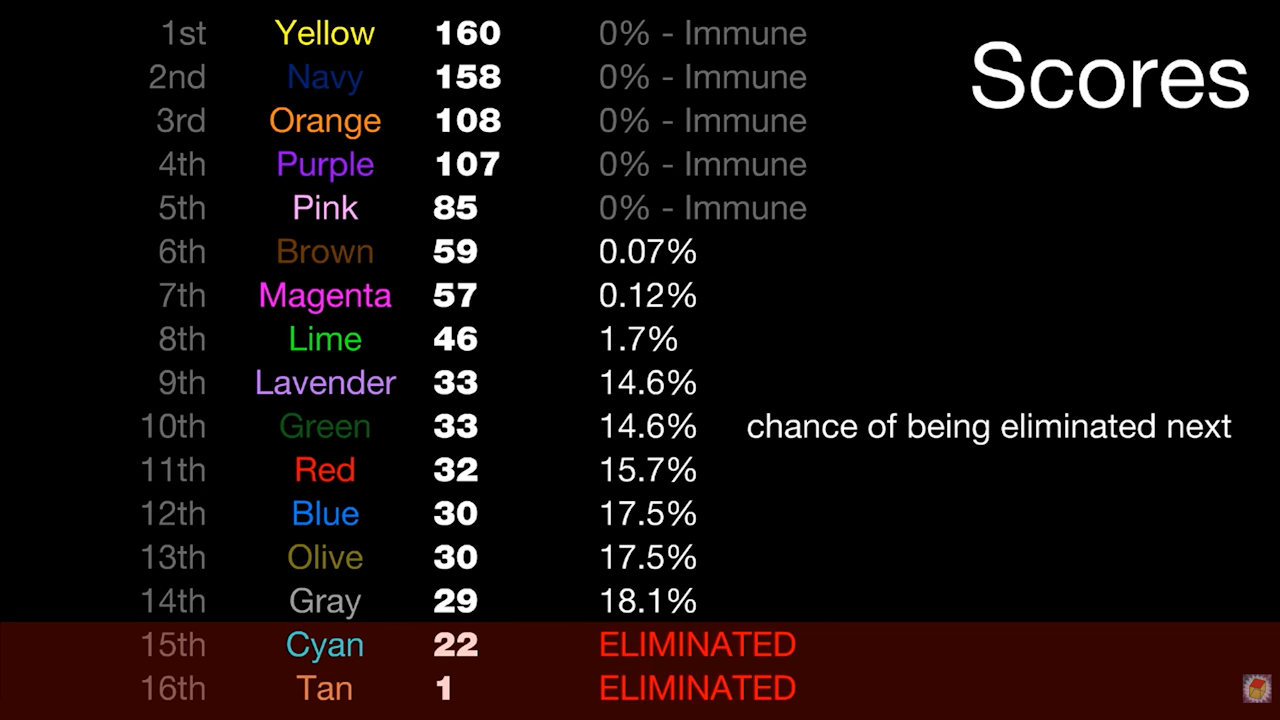 Scores
1st Yellow 160 0% - Immune
2nd Navy 158 0% - Immune
3rd Orange 108 0% - Immune
4th Purple 107 0% - Immune
5th Pink 85 0% - Immune
6th Brown 59 0.07%
7th Magenta 57 0.12%
8th Lime 46 1.7%
9th Lavender 33 14.6%
10th Green 33 14.6% chance of being eliminated next
11th Red 32 15.7%
12th Blue 30 17.5%
13th Olive 30 17.5%
14th Gray 29 18.1%
15th Cyan 22 ELIMINATED
16th Tan 1 ELIMINATED